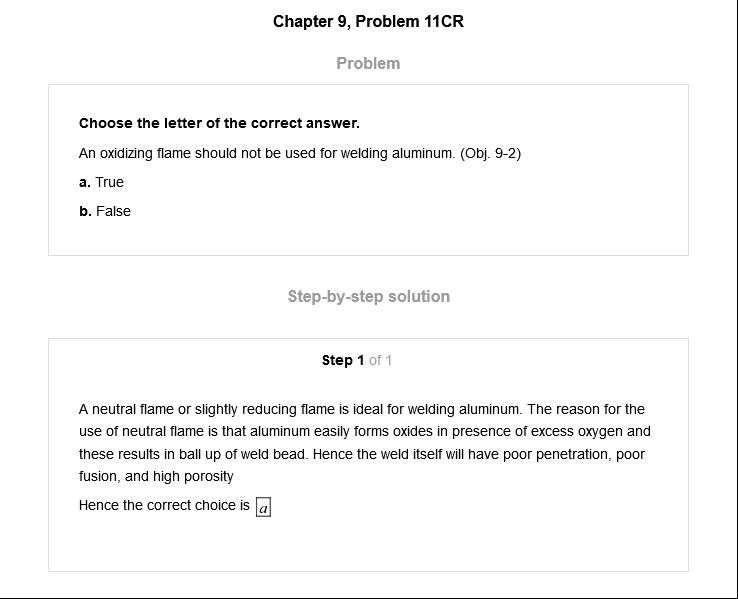 Chapter 9, Problem 11CR
Problem
Choose the letter of the correct answer.
An oxidizing flame should not be used for welding aluminum. (Obj. 9-2)
a. True
b. False
Step-by-step solution
Step 1 of 1
A neutral flame or slightly reducing flame is ideal for welding aluminum. The reason for the
use of neutral flame is that aluminum easily forms oxides in presence of excess oxygen and
these results in ball up of weld bead. Hence the weld itself will have poor penetration, poor
fusion, and high porosity
Hence the correct choice is a